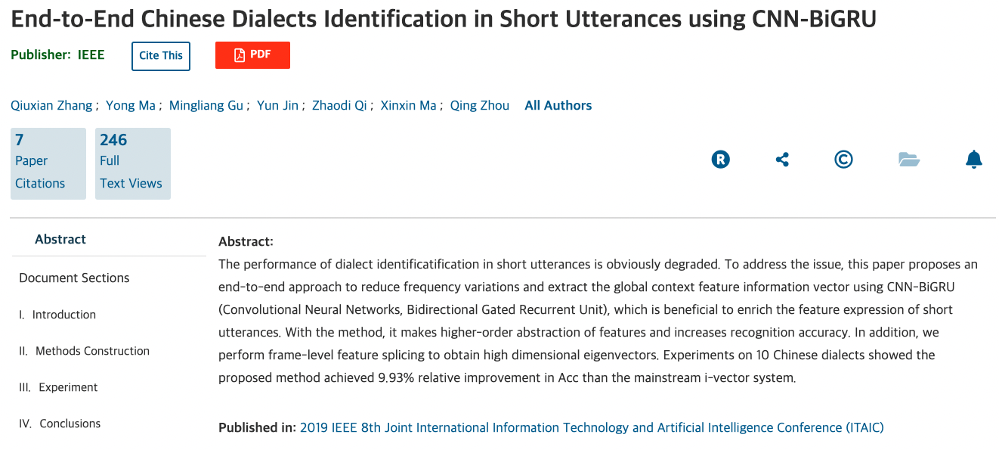 End-to-End Chinese Dialects Identification in Short Utterances using CNN-BiGRU
Publisher: IEEE Cite This PDF
Qiuxian Zhang ; Yong Ma ; Mingliang Gu ; Yun Jin ; Zhaodi Qi ; Xinxin Ma ; Qing Zhou All Authors
7
Paper
Citations
246
Full
Text Views
R
C
Abstract
Document Sections
I. Introduction
II. Methods Construction
III. Experiment
IV. Conclusions
Abstract:
The performance of dialect identificatification in short utterances is obviously degraded. To address the issue, this paper proposes an
end-to-end approach to reduce frequency variations and extract the global context feature information vector using CNN-BiGRU
(Convolutional Neural Networks, Bidirectional Gated Recurrent Unit), which is beneficial to enrich the feature expression of short
utterances. With the method, it makes higher-order abstraction of features and increases recognition accuracy. In addition, we
perform frame-level feature splicing to obtain high dimensional eigenvectors. Experiments on 10 Chinese dialects showed the
proposed method achieved 9.93% relative improvement in Acc than the mainstream i-vector system.
Published in: 2019 IEEE 8th Joint International Information Technology and Artificial Intelligence Conference (ITAIC)